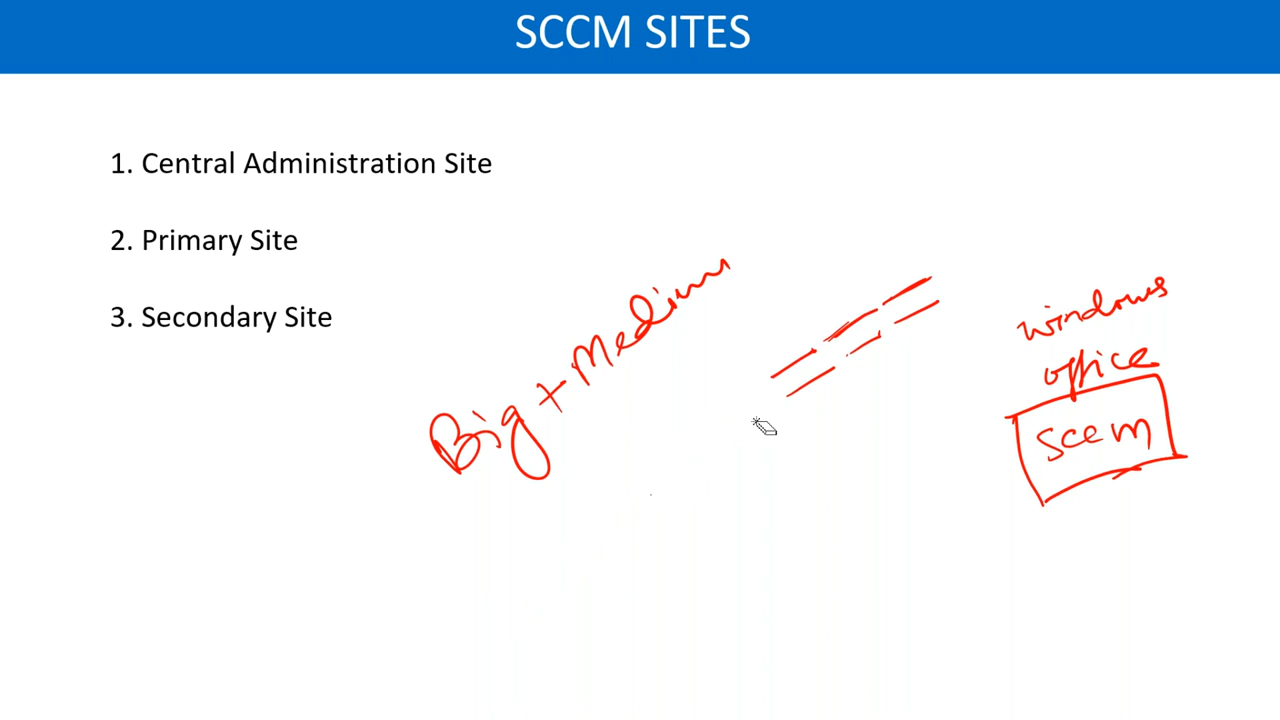 SCCM SITES
1. Central Administration Site
2. Primary Site
3. Secondary Site
Big + Medium
windows
office
sccm